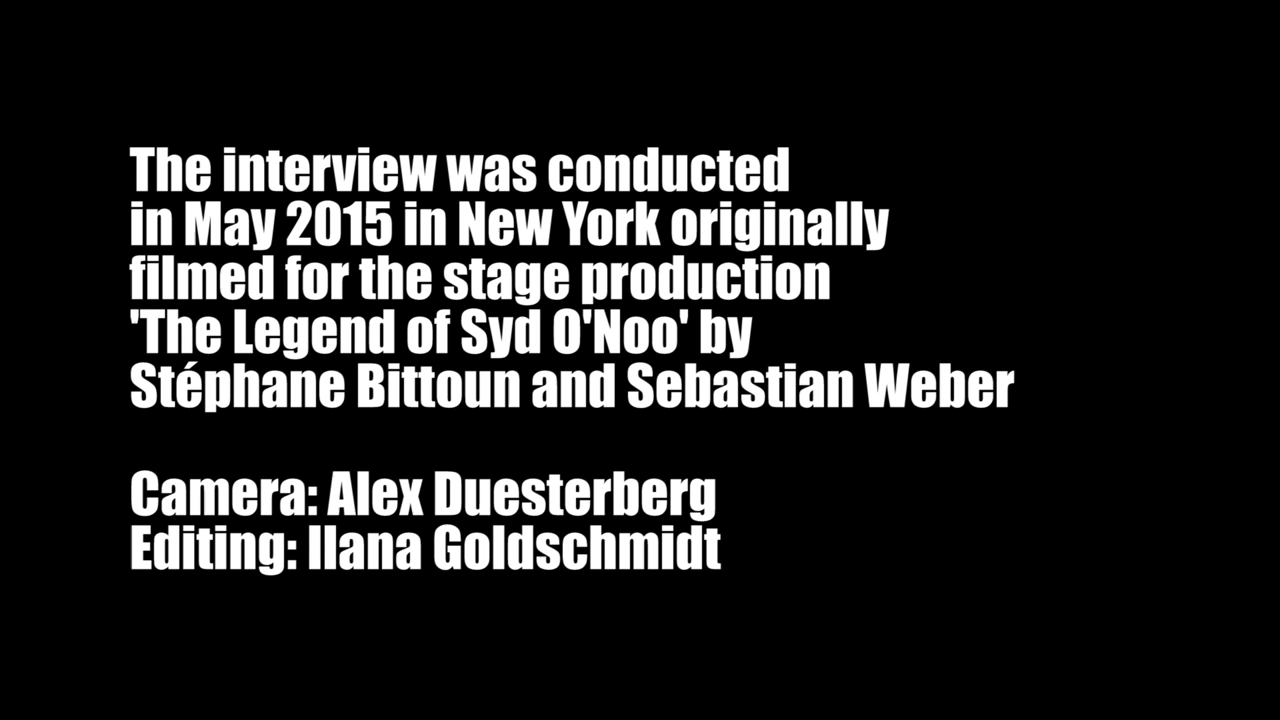 The interview was conducted
in May 2015 in New York originally
filmed for the stage production
'The Legend of Syd O'Noo' by
Stéphane Bittoun and Sebastian Weber
Camera: Alex Duesterberg
Editing: Ilana Goldschmidt